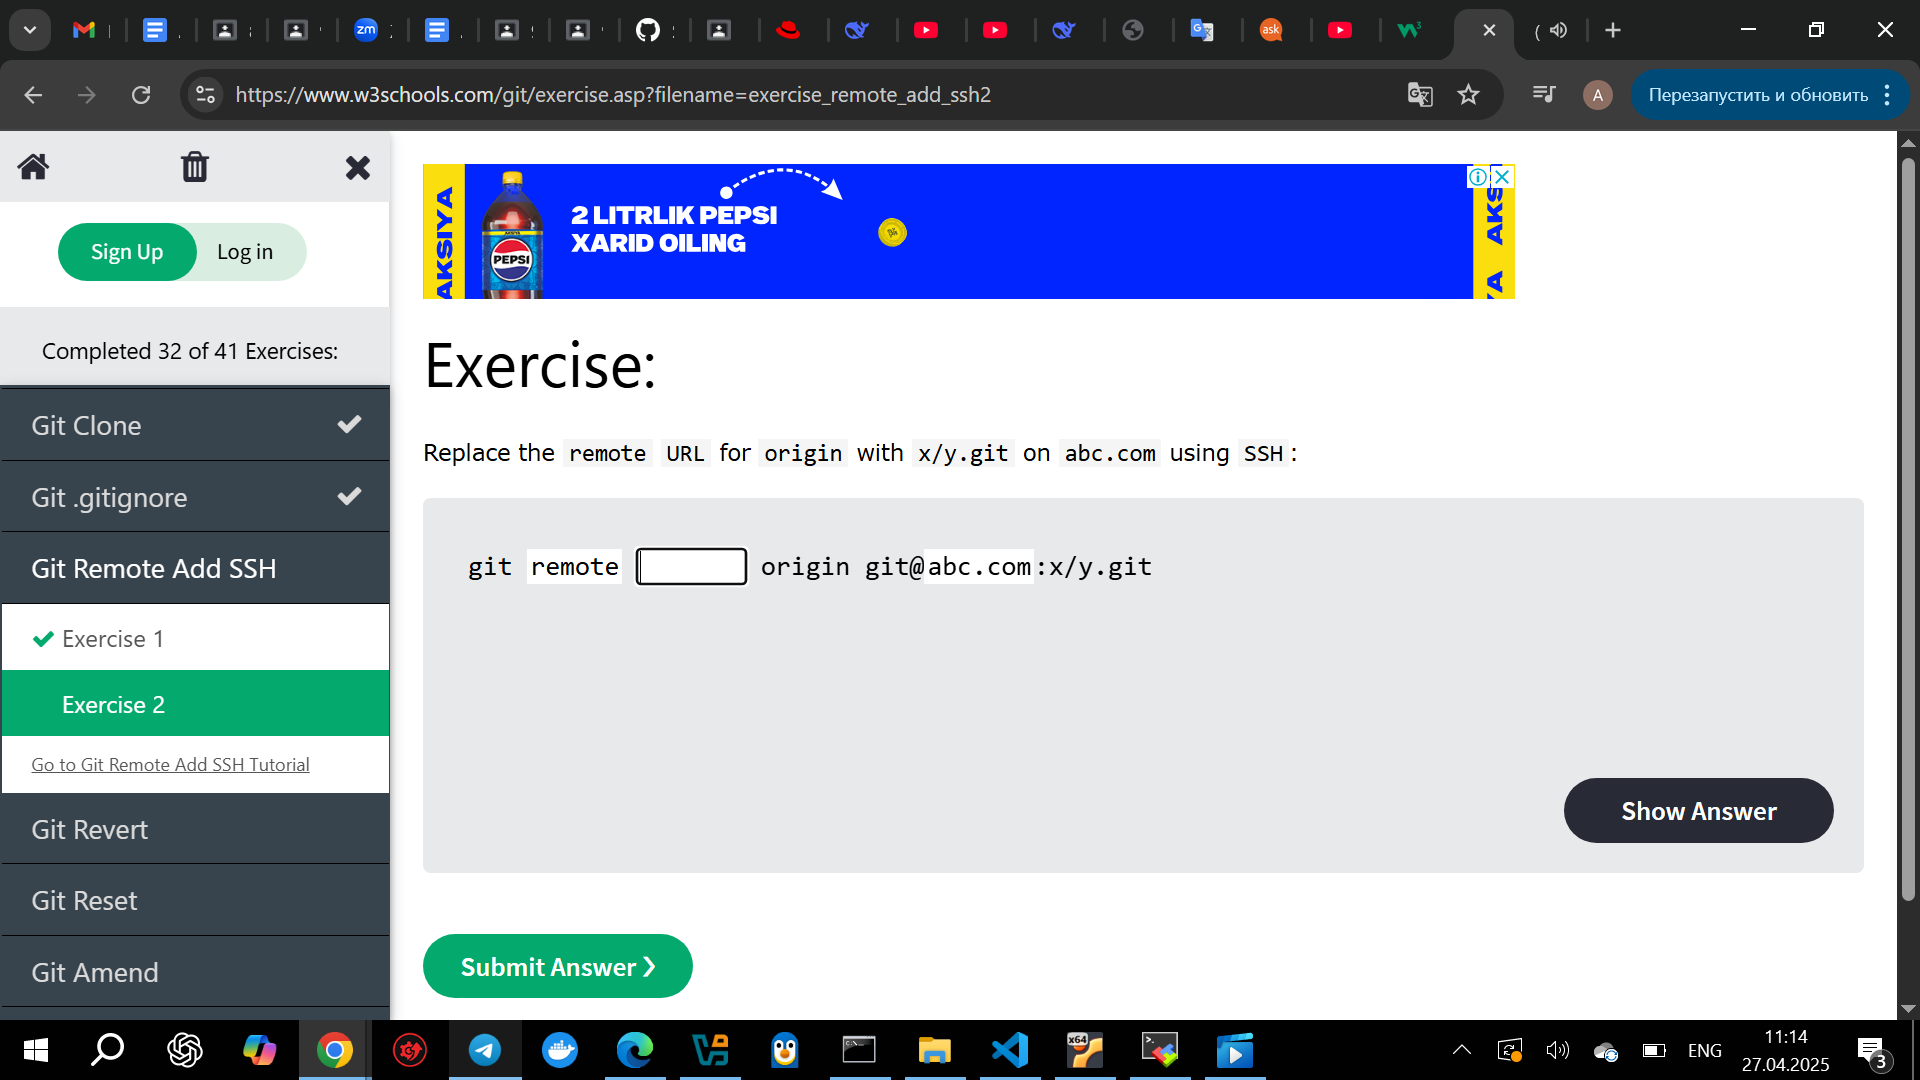 https://www.w3schools.com/git/exercise.asp?filename=exercise_remote_add_ssh2
A
Перезапустить и обновить
Sign Up
Log in
Completed 32 of 41 Exercises:
Git Clone
Git .gitignore
Git Remote Add SSH
Exercise 1
Exercise 2
Go to Git Remote Add SSH Tutorial
Git Revert
Git Reset
Git Amend
AKSIYA
PEPSI
2 LITRLIK PEPSI
XARID OILING
Exercise:
Replace the remote URL for origin with x/y.git on abc.com using SSH:
git remote origin git@abc.com:x/y.git
Show Answer
Submit Answer ❯
zm
ask
x64
ENG
11:14
27.04.2025
3